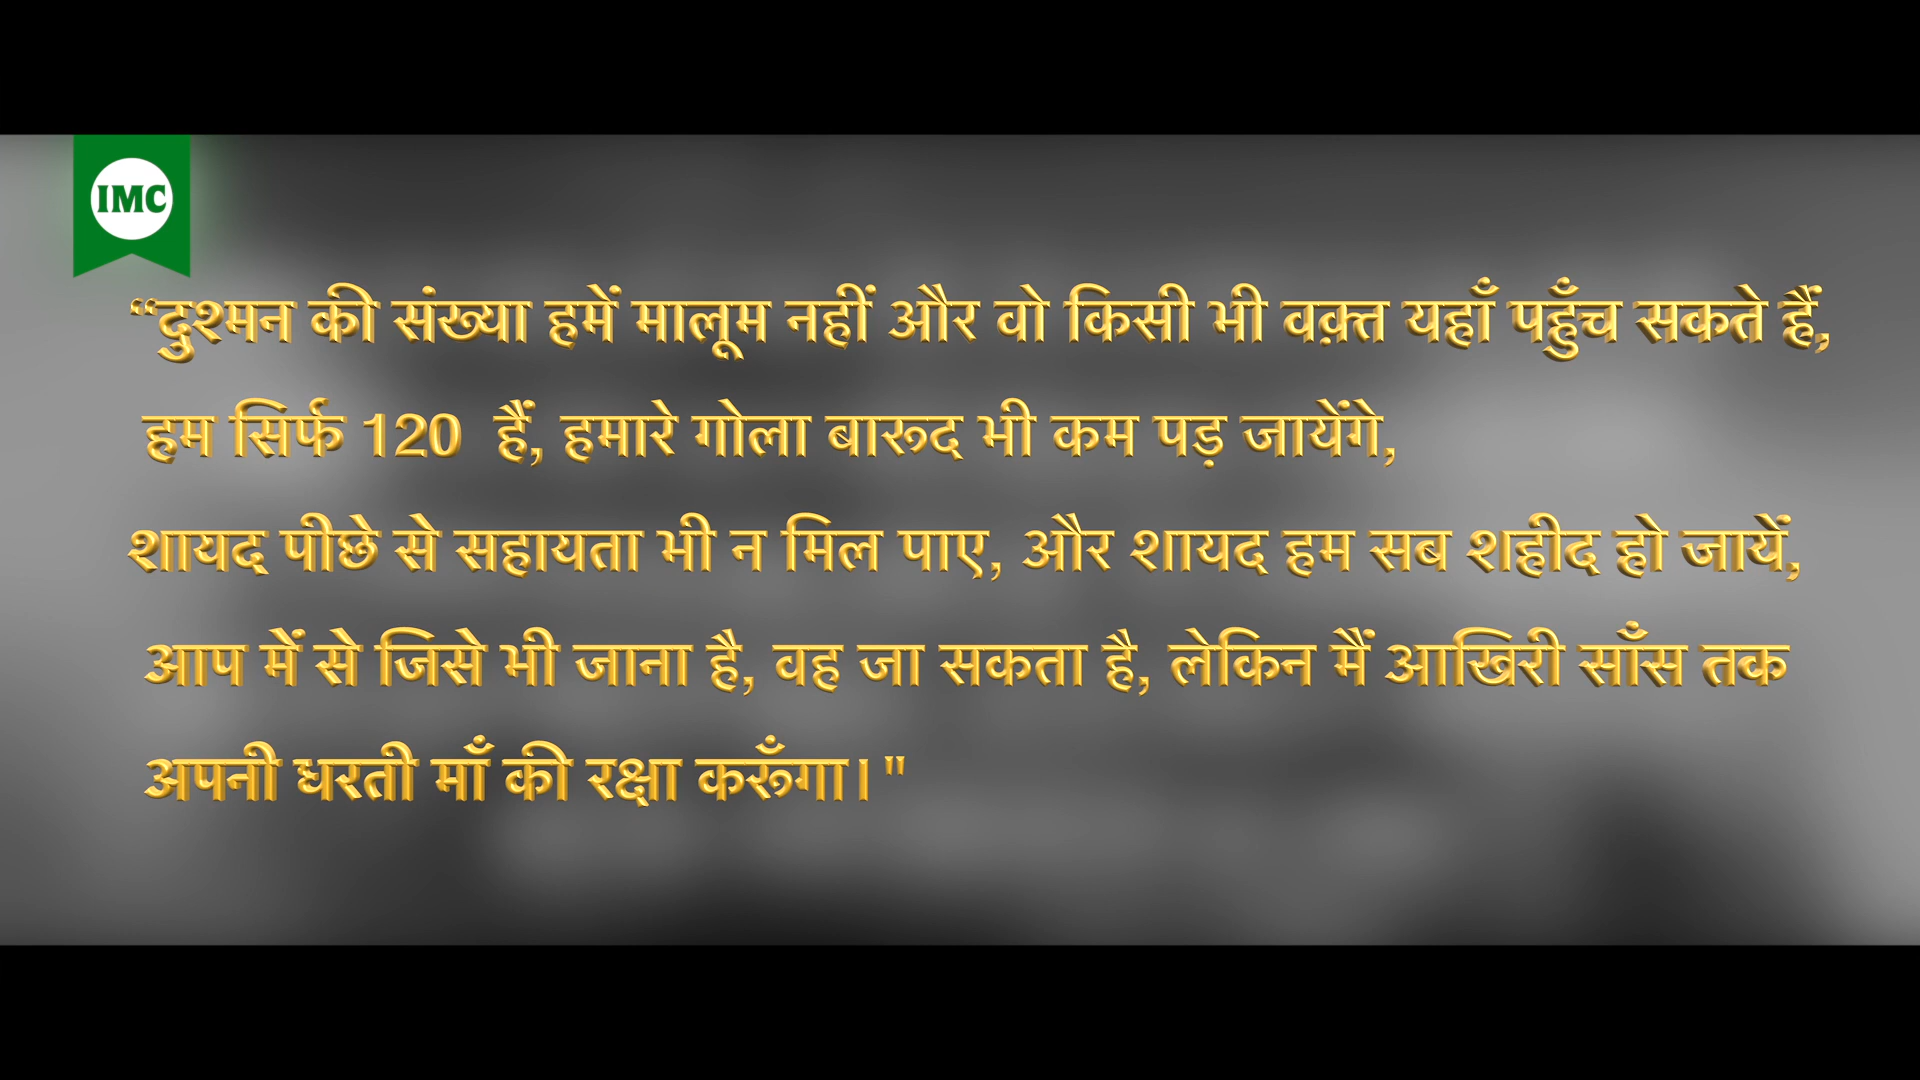 IMC
“दुश्मन की संख्या हमें मालूम नहीं और वो किसी भी वक़्त यहाँ पहुँच सकते हैं,
हम सिर्फ 120 हैं, हमारे गोला बारूद भी कम पड़ जायेंगे,
शायद पीछे से सहायता भी न मिल पाए, और शायद हम सब शहीद हो जायें,
आप में से जिसे भी जाना है, वह जा सकता है, लेकिन मैं आखिरी साँस तक
अपनी धरती माँ की रक्षा करूँगा।"